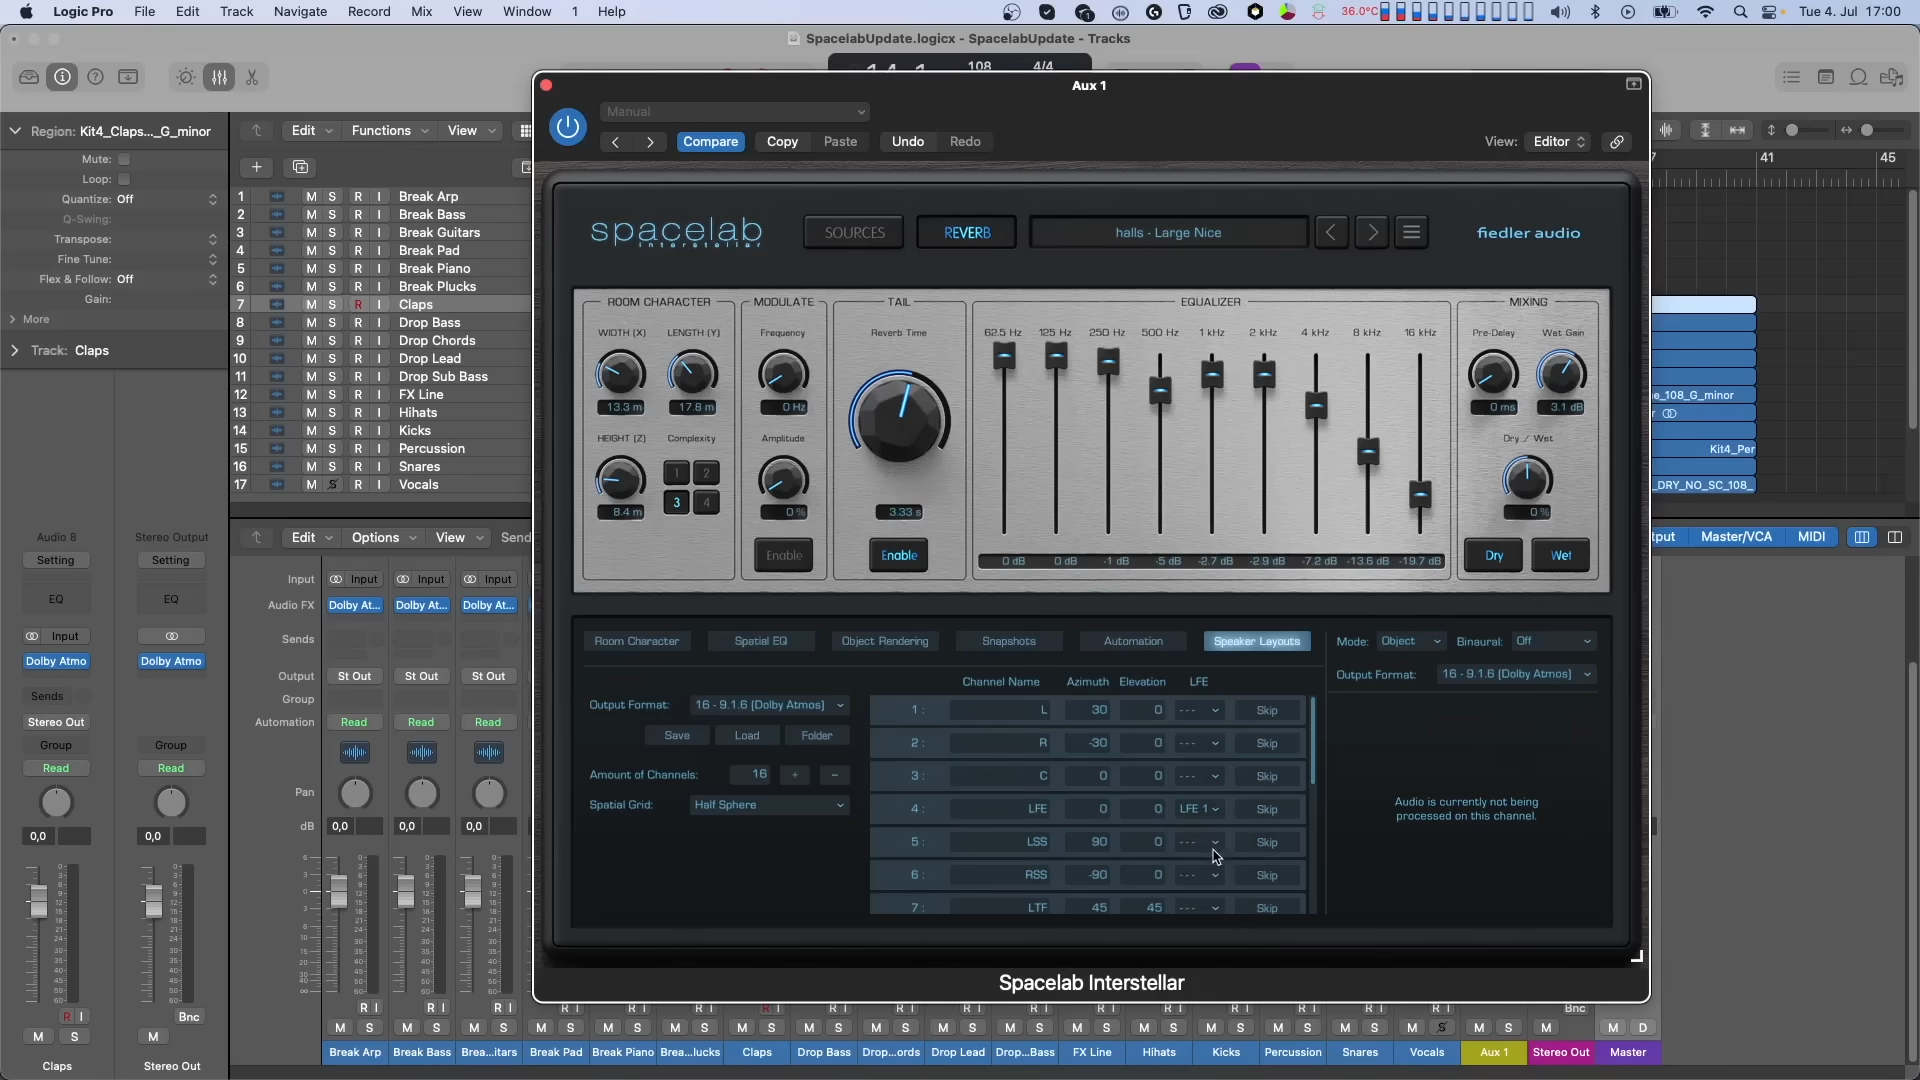 Logic Pro File Edit Track Navigate Record Mix View Window 1 Help
36.0°C Tue 4. Jul 17:00
SpacelabUpdate.logicx - SpacelabUpdate - Tracks
108 4/4
Aux 1
Manual
Compare Copy Paste Undo Redo
View: Editor
Region: Kit4_Claps..._G_minor
Mute:
Loop:
Quantize: Off
Q-Swing:
Transpose:
Fine Tune:
Flex & Follow: Off
Gain:
More
Track: Claps
Edit Functions View
41 45
1 M S R I Break Arp
2 M S R I Break Bass
3 M S R I Break Guitars
4 M S R I Break Pad
5 M S R I Break Piano
6 M S R I Break Plucks
7 M S R I Claps
8 M S R I Drop Bass
9 M S R I Drop Chords
10 M S R I Drop Lead
11 M S R I Drop Sub Bass
12 M S R I FX Line
13 M S R I Hihats
14 M S R I Kicks
15 M S R I Percussion
16 M S R I Snares
17 M S R I Vocals
e_108_G_minor
Kit4_Per
_DRY_NO_SC_108_
spacelab
interstellar
SOURCES REVERB halls - Large Nice
fiedler audio
ROOM CHARACTER MODULATE TAIL EQUALIZER MIXING
WIDTH (X) LENGTH (Y) Frequency Reverb Time 62.5 Hz 125 Hz 250 Hz 500 Hz 1 kHz 2 kHz 4 kHz 8 kHz 16 kHz Pre-Delay Wet Gain
13.3 m 17.8 m 0 Hz 0 ms 3.1 dB
HEIGHT (Z) Complexity Amplitude Dry / Wet
1 2
3 4
8.4 m 0 % 3.33 s 0 %
Enable Enable 0 dB 0 dB -1 dB -5 dB -2.7 dB -2.9 dB -7.2 dB -13.6 dB -19.7 dB Dry Wet
Room Character Spatial EQ Object Rendering Snapshots Automation Speaker Layouts Mode: Object Binaural: Off
Output Format: 16 - 9.1.6 (Dolby Atmos)
Channel Name Azimuth Elevation LFE
Output Format: 16 - 9.1.6 (Dolby Atmos)
Save Load Folder
Amount of Channels: 16 + -
Spatial Grid: Half Sphere
1 : L 30 0 --- Skip
2 : R -30 0 --- Skip
3 : C 0 0 --- Skip
4 : LFE 0 0 LFE 1 Skip
5 : LSS 90 0 --- Skip
6 : RSS -90 0 --- Skip
7 : LTF 45 45 --- Skip
Audio is currently not being
processed on this channel.
Spacelab Interstellar
Edit Options View Send
tput Master/VCA MIDI
Audio 8 Stereo Output
Setting Setting
EQ EQ
Input
Dolby Atmo Dolby Atmo
Sends
Stereo Out
Group Group
Read Read
0,0 0,0
R I Bnc
M S M
Claps Stereo Out
Input Input Input Input
Audio FX Dolby At... Dolby At... Dolby At...
Sends
Output St Out St Out St Out
Group
Automation Read Read Read
Pan
dB 0,0 0,0 0,0
R I R I R I R I R I R I R I R I R I R I R I R I R I R I R I R I R I Bnc
M S M S M S M S M S M S M S M S M S M S M S M S M S M S M S M S M S M S M M D
Break Arp Break Bass Brea...itars Break Pad Break Piano Brea...lucks Claps Drop Bass Drop...ords Drop Lead Drop...Bass FX Line Hihats Kicks Percussion Snares Vocals Aux 1 Stereo Out Master